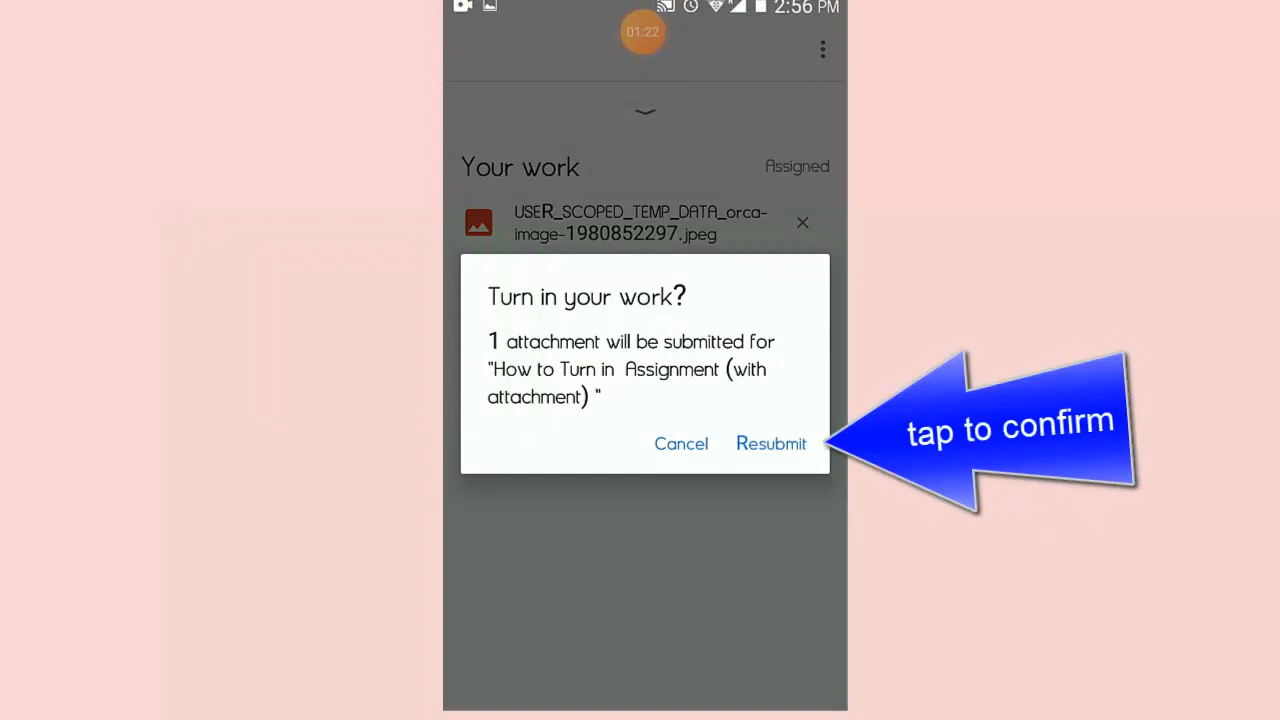 2:56 PM
01:22
Your work
Assigned
USER_SCOPED_TEMP_DATA_orca-
image-1980852297.jpeg
Turn in your work?
1 attachment will be submitted for
"How to Turn in  Assignment (with
attachment) "
Cancel
Resubmit
tap to confirm